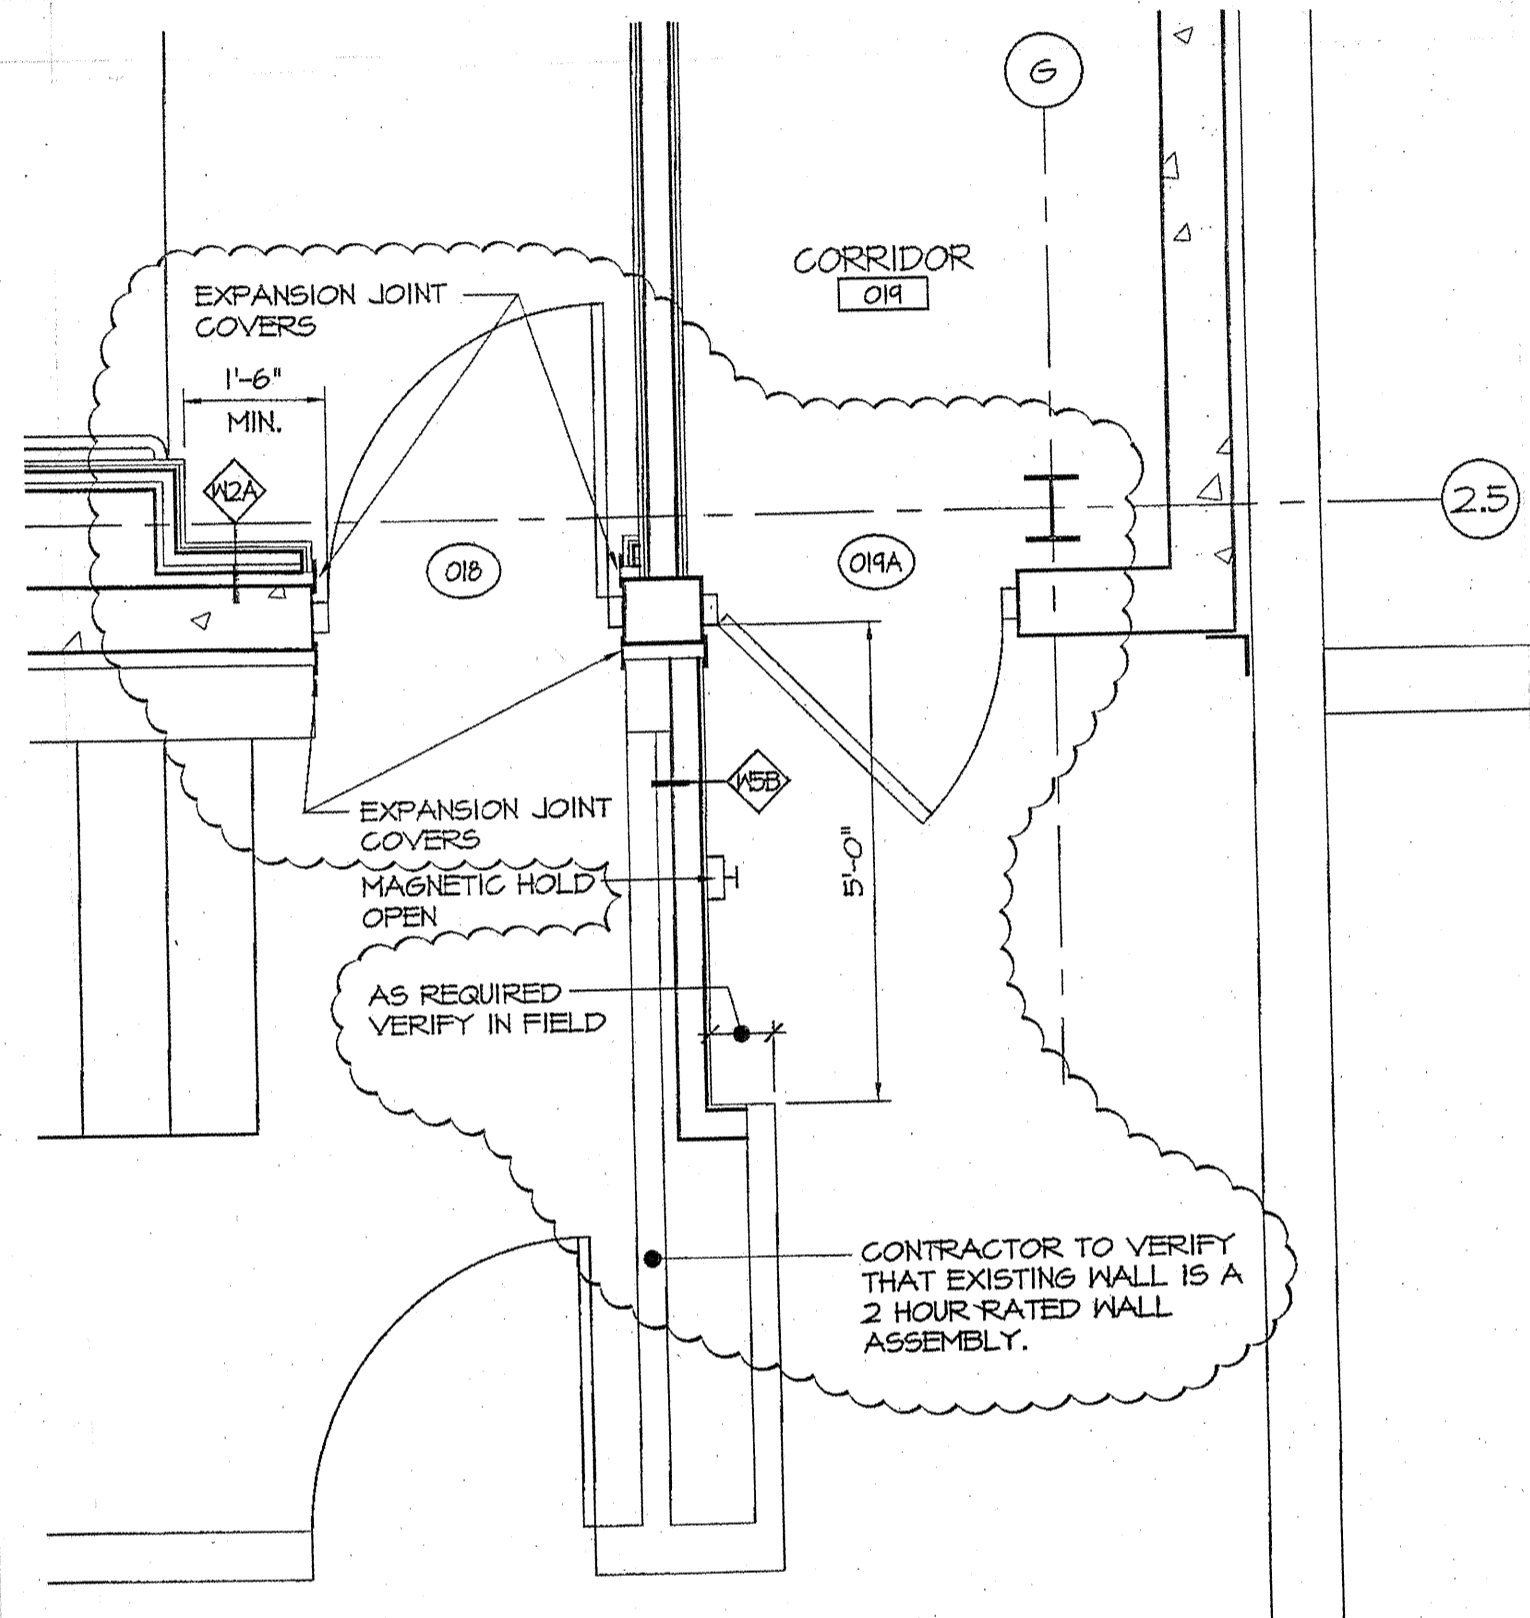 G
CORRIDOR
019
EXPANSION JOINT
COVERS
1'-6"
MIN.
W2A
2.5
018
019A
W5B
EXPANSION JOINT
COVERS
5'-0"
MAGNETIC HOLD
OPEN
AS REQUIRED
VERIFY IN FIELD
CONTRACTOR TO VERIFY
THAT EXISTING WALL IS A
2 HOUR RATED WALL
ASSEMBLY.